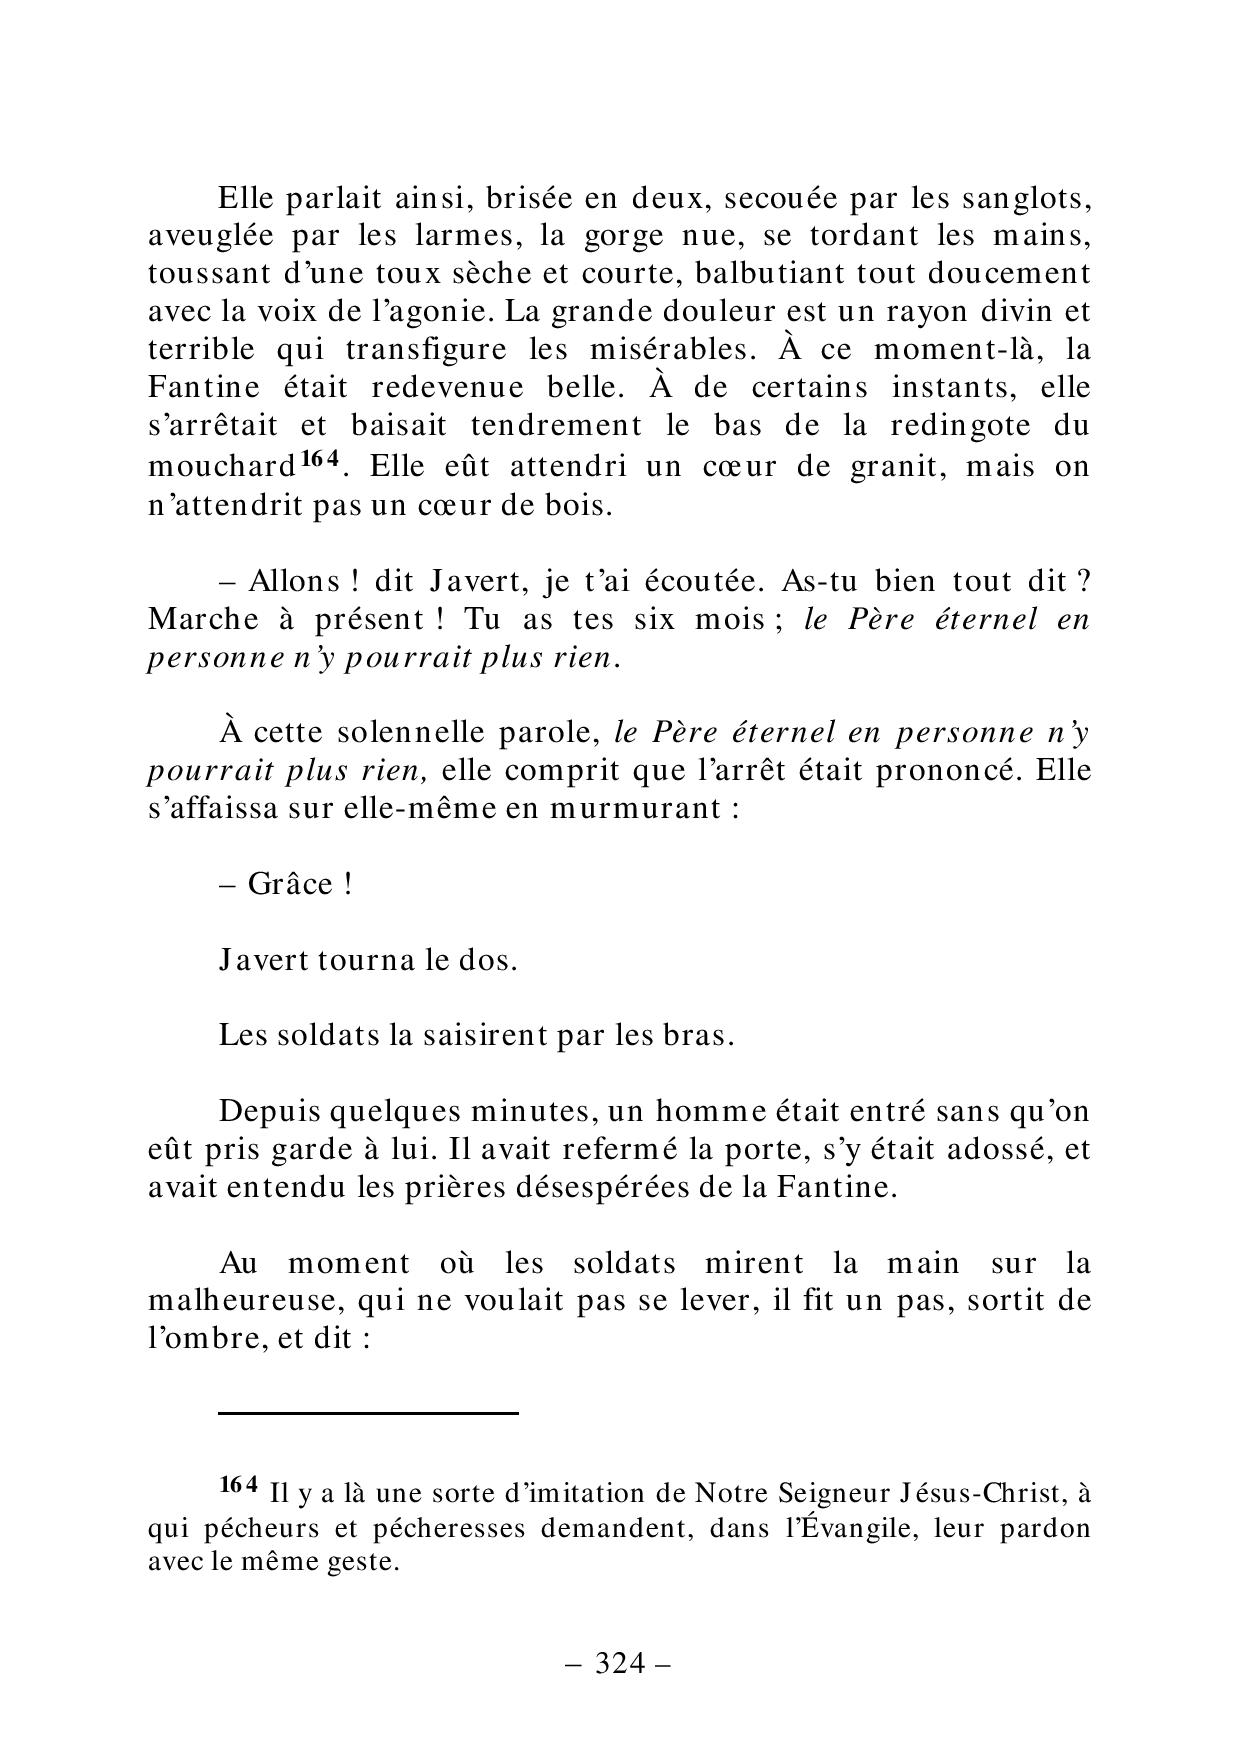 Elle parlait ainsi, brisée en deux, secouée par les sanglots,
aveuglée par les larmes, la gorge nue, se tordant les mains,
toussant d’une toux sèche et courte, balbutiant tout doucement
avec la voix de l’agonie. La grande douleur est un rayon divin et
terrible qui transfigure les misérables. À ce moment-là, la
Fantine était redevenue belle. À de certains instants, elle
s’arrêtait et baisait tendrement le bas de la redingote du
mouchard164. Elle eût attendri un cœur de granit, mais on
n’attendrit pas un cœur de bois.
– Allons ! dit Javert, je t’ai écoutée. As-tu bien tout dit ?
Marche à présent ! Tu as tes six mois ; le Père éternel en
personne n’y pourrait plus rien.
À cette solennelle parole, le Père éternel en personne n’y
pourrait plus rien, elle comprit que l’arrêt était prononcé. Elle
s’affaissa sur elle-même en murmurant :
– Grâce !
Javert tourna le dos.
Les soldats la saisirent par les bras.
Depuis quelques minutes, un homme était entré sans qu’on
eût pris garde à lui. Il avait refermé la porte, s’y était adossé, et
avait entendu les prières désespérées de la Fantine.
Au moment où les soldats mirent la main sur la
malheureuse, qui ne voulait pas se lever, il fit un pas, sortit de
l’ombre, et dit :
164 Il y a là une sorte d’imitation de Notre Seigneur Jésus-Christ, à
qui pécheurs et pécheresses demandent, dans l’Évangile, leur pardon
avec le même geste.
– 324 –